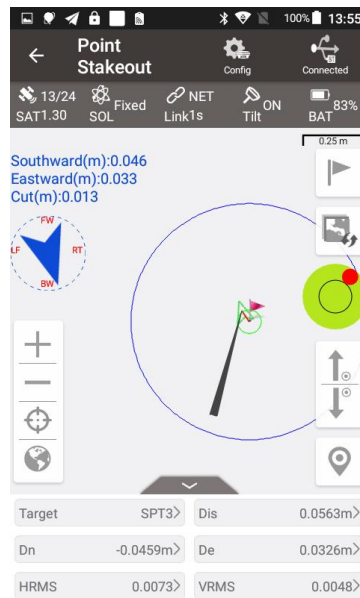 100% 13:55
Point Stakeout
Config
Connected
13/24 Fixed NET ON 83%
SAT1.30 SOL Link1s Tilt BAT
0.25 m
Southward(m):0.046
Eastward(m):0.033
Cut(m):0.013
FW
LF RT
BW
Target SPT3 Dis 0.0563m
Dn -0.0459m De 0.0326m
HRMS 0.0073 VRMS 0.0048